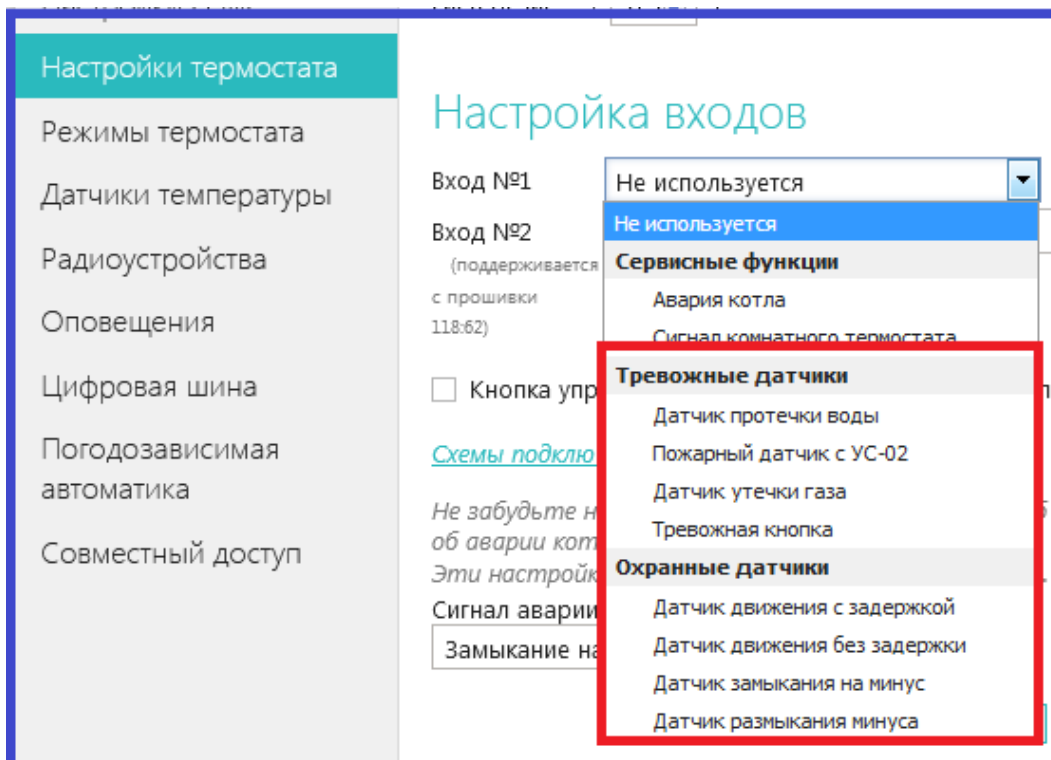 Настройки термостата
Режимы термостата
Датчики температуры
Радиоустройства
Оповещения
Цифровая шина
Погодозависимая
автоматика
Совместный доступ
Настройка входов
Вход №1
Не используется
Не используется
Вход №2
(поддерживается
с прошивки
118:62)
Сервисные функции
Авария котла
Сигнал комнатного термостата
Тревожные датчики
Датчик протечки воды
Пожарный датчик с УС-02
Датчик утечки газа
Тревожная кнопка
Охранные датчики
Датчик движения с задержкой
Датчик движения без задержки
Датчик замыкания на минус
Датчик размыкания минуса
Кнопка упр
Схемы подклю
Не забудьте н
об аварии кот
Эти настройк
Сигнал аварии
Замыкание на